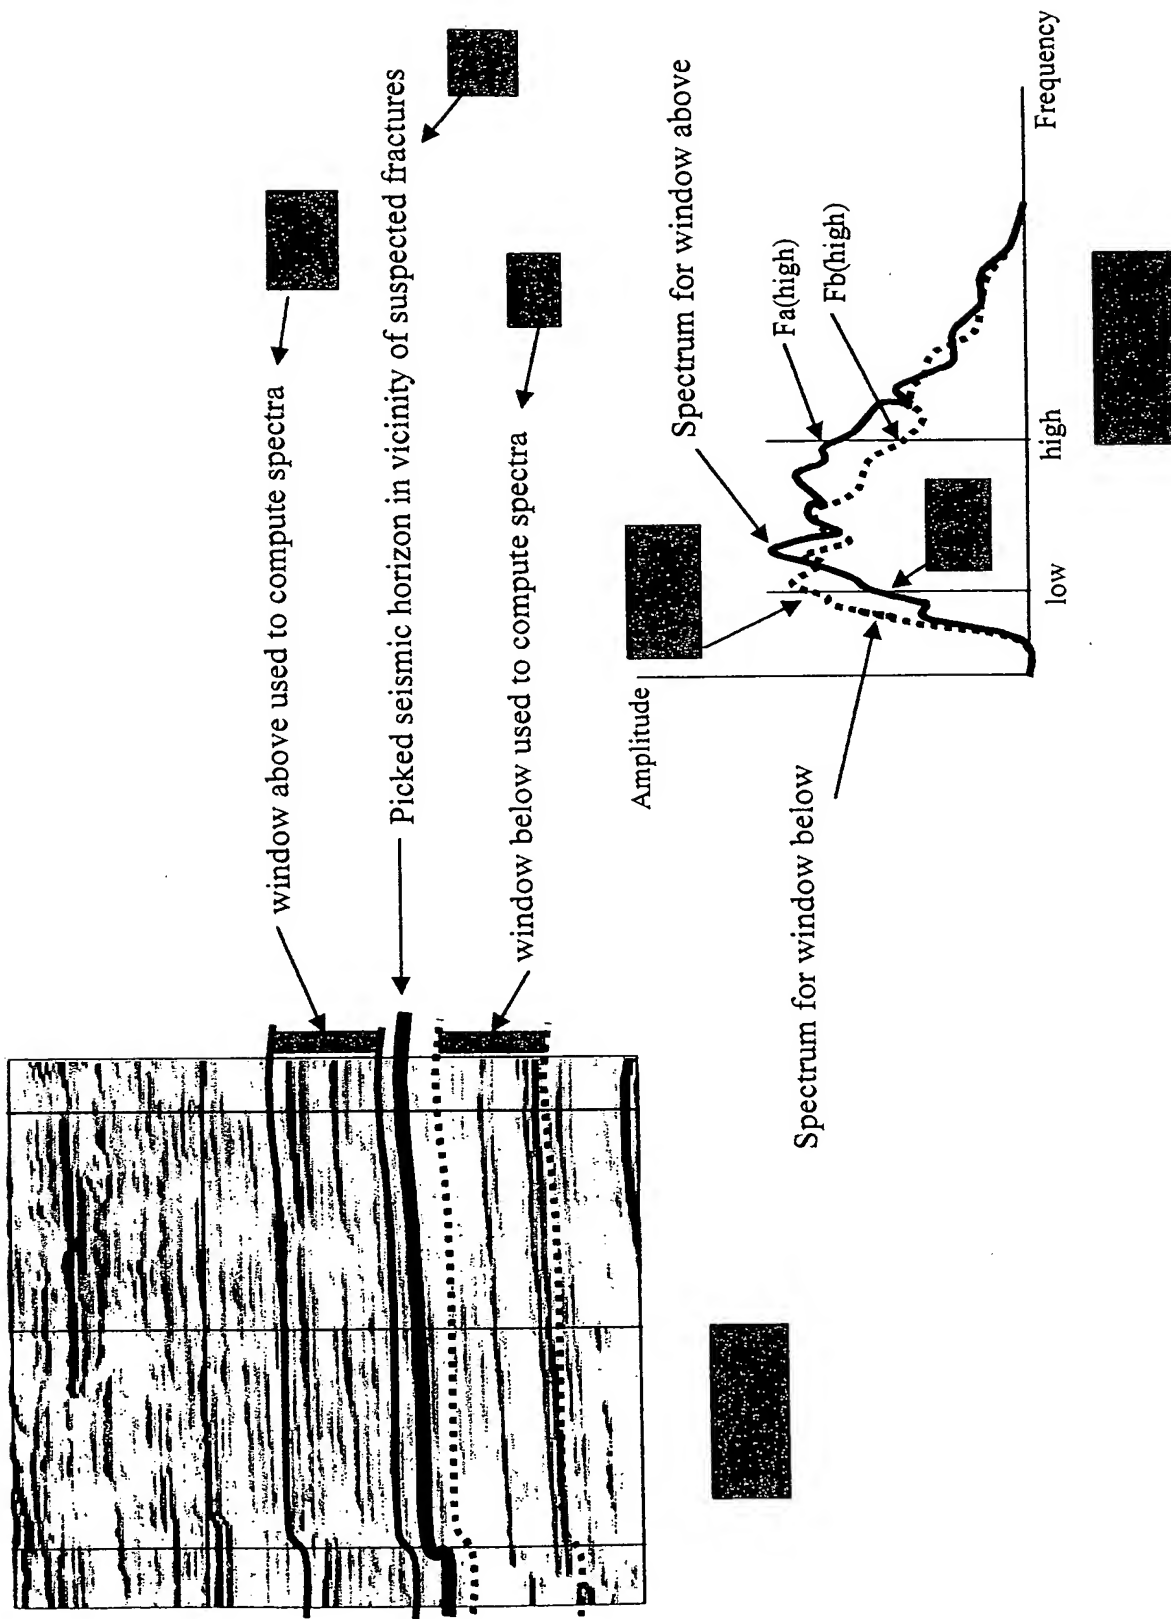 window above used to compute spectra
Picked seismic horizon in vicinity of suspected fractures
window below used to compute spectra
Amplitude
Spectrum for window above
Fa(high)
Fb(high)
Spectrum for window below
low
high
Frequency